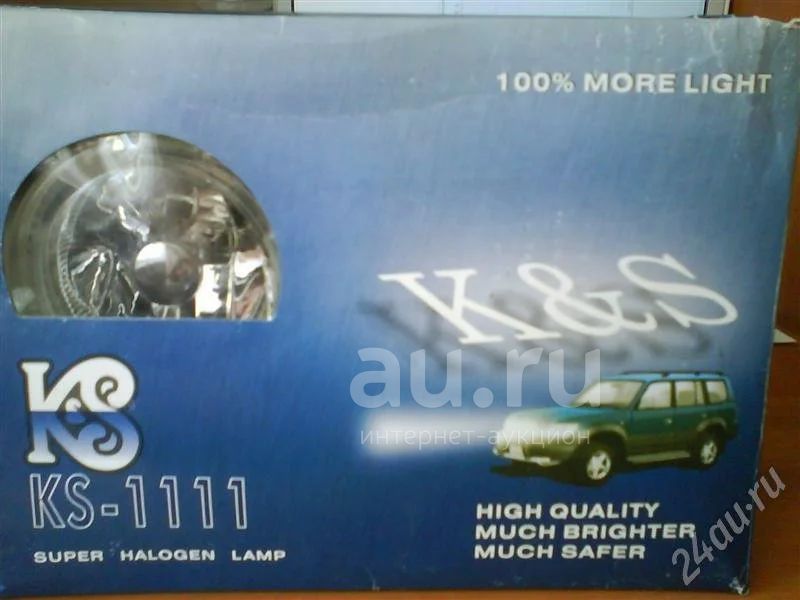 100% MORE LIGHT
K&S
au.ru
интернет-аукцион
KS
KS-1111
SUPER HALOGEN LAMP
HIGH QUALITY
MUCH BRIGHTER
MUCH SAFER
24au.ru